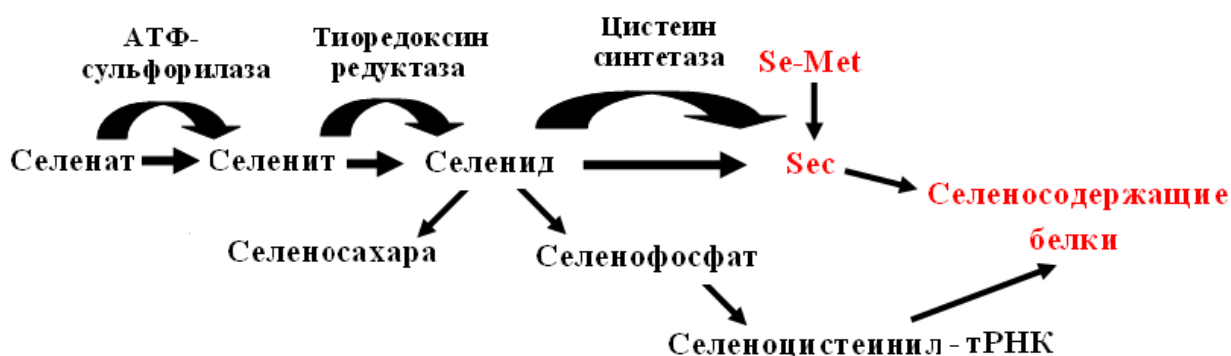 АТФ-
сульфорилаза
Тиоредоксин
редуктаза
Цистеин
синтетаза
Se-Met
Селенат
Селенит
Селенид
Sec
Селеносодержащие
белки
Селеносахара
Селенофосфат
Селеноцистеинил - тРНК